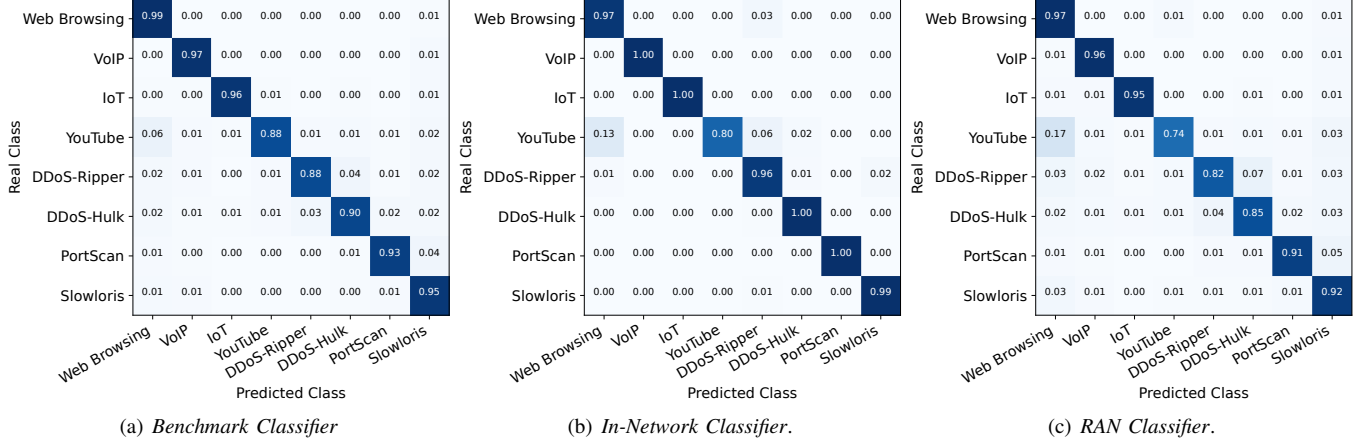 Real Class
Web Browsing 0.99 0.00 0.00 0.00 0.00 0.00 0.00 0.01
VoIP 0.00 0.97 0.00 0.00 0.00 0.00 0.00 0.01
IoT 0.00 0.00 0.96 0.01 0.00 0.00 0.00 0.01
YouTube 0.06 0.01 0.01 0.88 0.01 0.01 0.01 0.02
DDoS-Ripper 0.02 0.01 0.00 0.01 0.88 0.04 0.01 0.02
DDoS-Hulk 0.02 0.01 0.01 0.01 0.03 0.90 0.02 0.02
PortScan 0.01 0.00 0.00 0.00 0.00 0.01 0.93 0.04
Slowloris 0.01 0.01 0.00 0.00 0.00 0.00 0.01 0.95
Web Browsing VoIP IoT YouTube DDoS-Ripper DDoS-Hulk PortScan Slowloris
Predicted Class
(a) Benchmark Classifier
Real Class
Web Browsing 0.97 0.00 0.00 0.00 0.03 0.00 0.00 0.00
VoIP 0.00 1.00 0.00 0.00 0.00 0.00 0.00 0.00
IoT 0.00 0.00 1.00 0.00 0.00 0.00 0.00 0.00
YouTube 0.13 0.00 0.00 0.80 0.06 0.02 0.00 0.00
DDoS-Ripper 0.01 0.00 0.00 0.00 0.96 0.01 0.00 0.02
DDoS-Hulk 0.00 0.00 0.00 0.00 0.00 1.00 0.00 0.00
PortScan 0.00 0.00 0.00 0.00 0.00 0.00 1.00 0.00
Slowloris 0.00 0.00 0.00 0.00 0.01 0.00 0.00 0.99
Web Browsing VoIP IoT YouTube DDoS-Ripper DDoS-Hulk PortScan Slowloris
Predicted Class
(b) In-Network Classifier.
Real Class
Web Browsing 0.97 0.00 0.00 0.01 0.00 0.00 0.00 0.01
VoIP 0.01 0.96 0.00 0.00 0.00 0.00 0.00 0.01
IoT 0.01 0.01 0.95 0.01 0.00 0.00 0.00 0.01
YouTube 0.17 0.01 0.01 0.74 0.01 0.01 0.01 0.03
DDoS-Ripper 0.03 0.02 0.01 0.01 0.82 0.07 0.01 0.03
DDoS-Hulk 0.02 0.01 0.01 0.01 0.04 0.85 0.02 0.03
PortScan 0.01 0.01 0.00 0.00 0.01 0.01 0.91 0.05
Slowloris 0.03 0.01 0.00 0.01 0.01 0.00 0.01 0.92
Web Browsing VoIP IoT YouTube DDoS-Ripper DDoS-Hulk PortScan Slowloris
Predicted Class
(c) RAN Classifier.